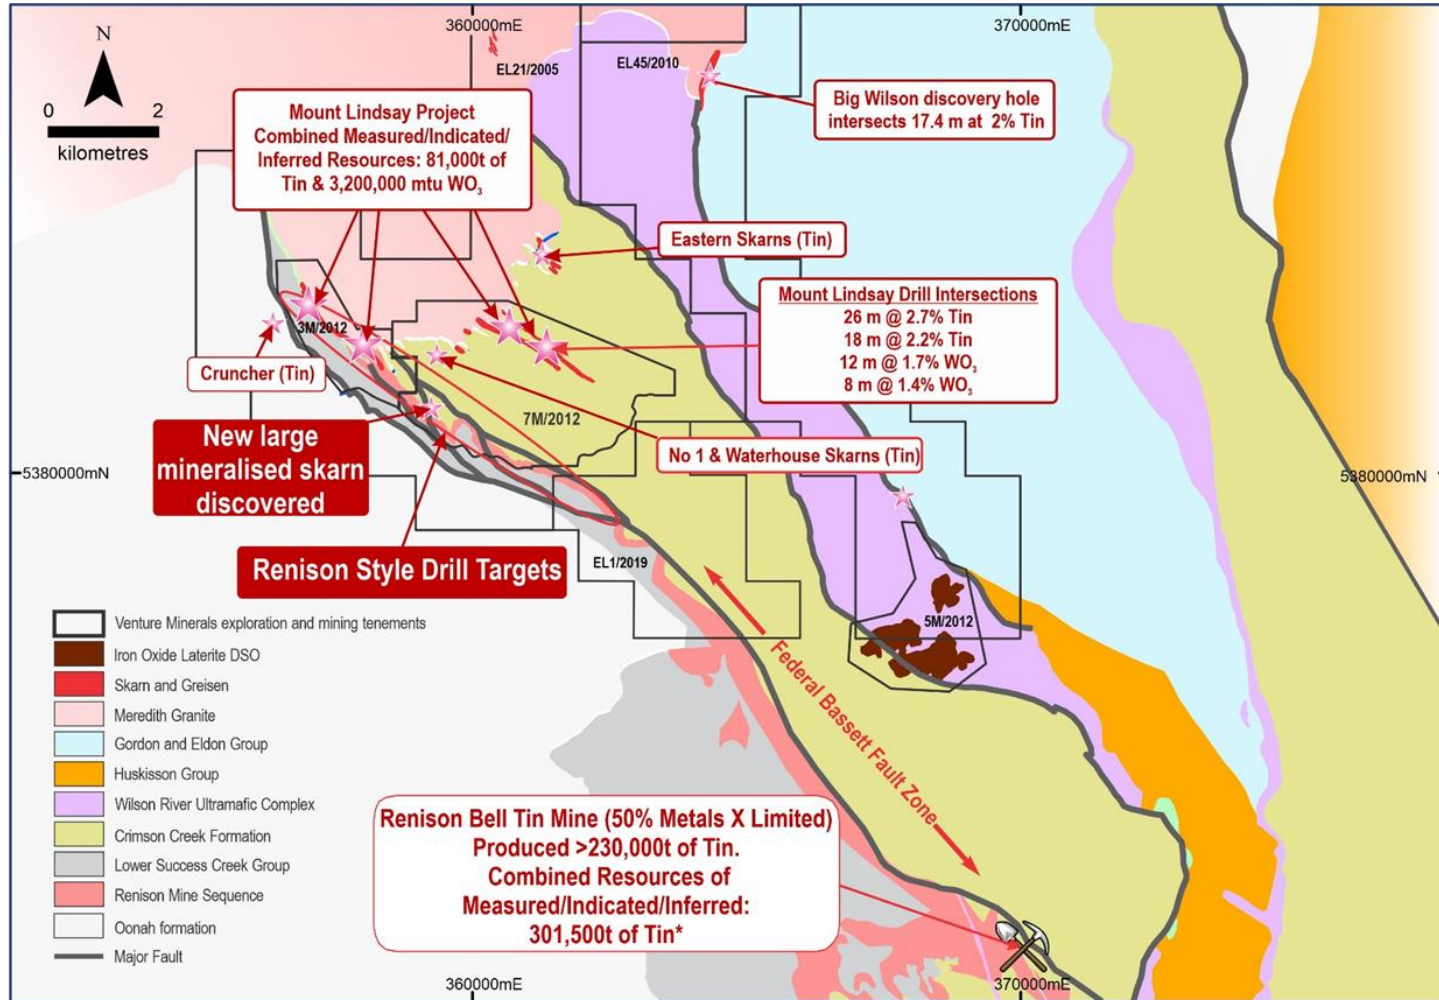 360000mE
370000mE
N
0 2
kilometres
EL21/2005
EL45/2010
Mount Lindsay Project
Combined Measured/Indicated/
Inferred Resources: 81,000t of
Tin & 3,200,000 mtu WO₃
Big Wilson discovery hole
intersects 17.4 m at 2% Tin
Eastern Skarns (Tin)
Mount Lindsay Drill Intersections
26 m @ 2.7% Tin
18 m @ 2.2% Tin
12 m @ 1.7% WO₃
8 m @ 1.4% WO₃
3M/2012
Cruncher (Tin)
7M/2012
New large
mineralised skarn
discovered
No 1 & Waterhouse Skarns (Tin)
5380000mN
5380000mN
Renison Style Drill Targets
EL1/2019
5M/2012
Federal Bassett Fault Zone
Venture Minerals exploration and mining tenements
Iron Oxide Laterite DSO
Skarn and Greisen
Meredith Granite
Gordon and Eldon Group
Huskisson Group
Wilson River Ultramafic Complex
Crimson Creek Formation
Lower Success Creek Group
Renison Mine Sequence
Oonah formation
Major Fault
Renison Bell Tin Mine (50% Metals X Limited)
Produced >230,000t of Tin.
Combined Resources of
Measured/Indicated/Inferred:
301,500t of Tin*
360000mE
370000mE